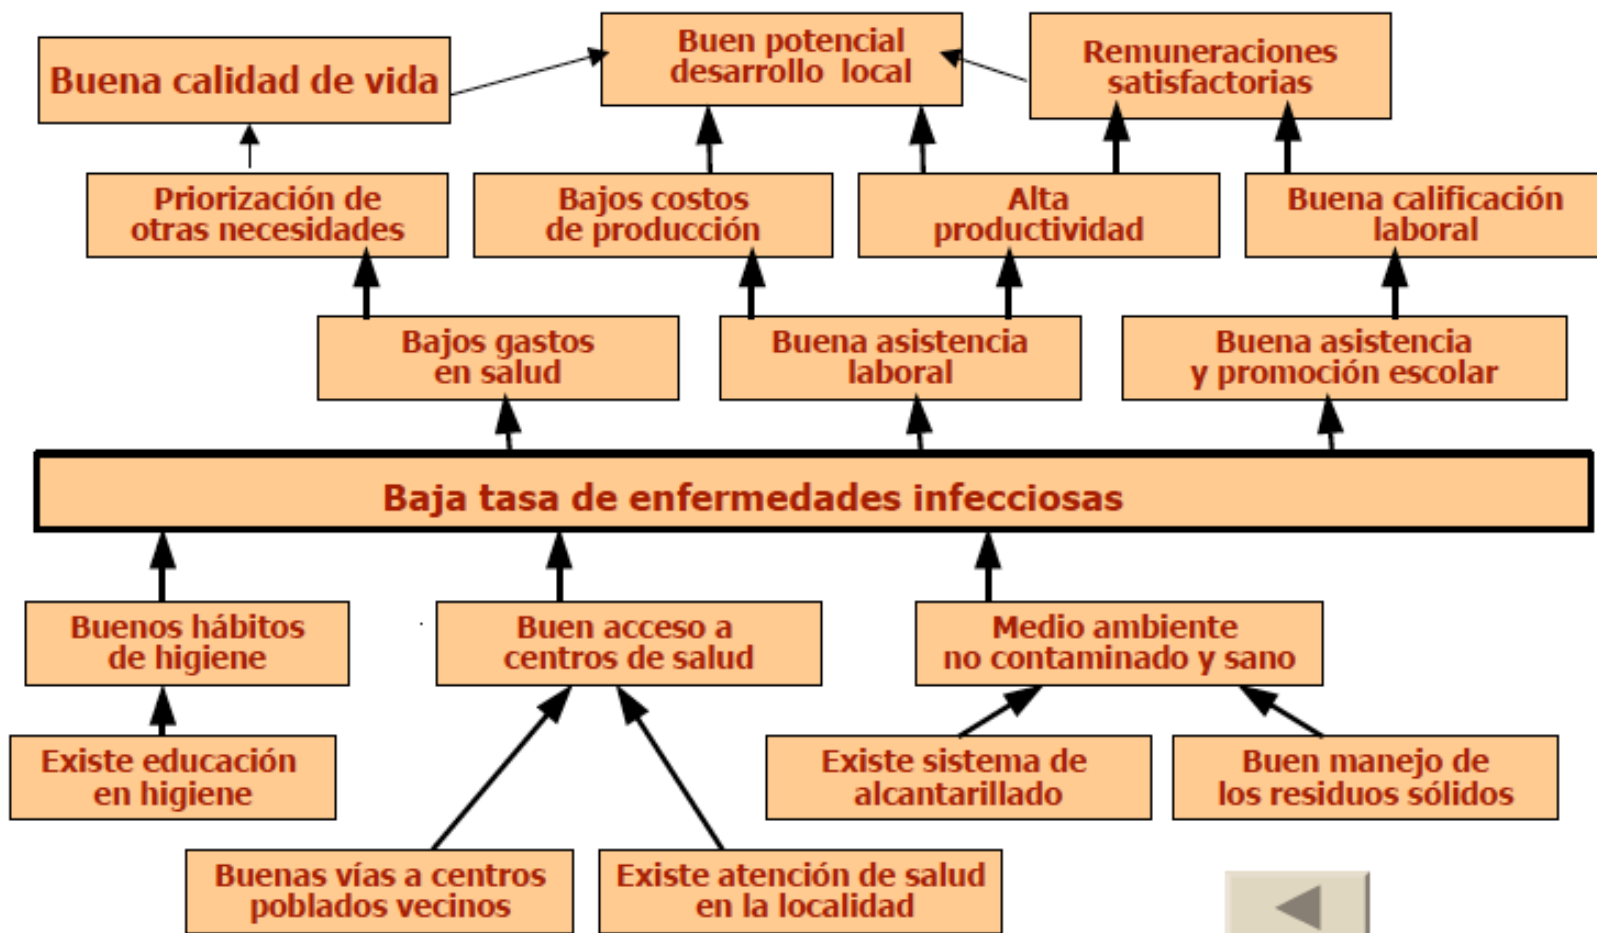 Buena calidad de vida
Buen potencial
desarrollo local
Remuneraciones
satisfactorias
Priorización de
otras necesidades
Bajos costos
de producción
Alta
productividad
Buena calificación
laboral
Bajos gastos
en salud
Buena asistencia
laboral
Buena asistencia
y promoción escolar
Baja tasa de enfermedades infecciosas
Buenos hábitos
de higiene
Buen acceso a
centros de salud
Medio ambiente
no contaminado y sano
Existe educación
en higiene
Existe sistema de
alcantarillado
Buen manejo de
los residuos sólidos
Buenas vías a centros
poblados vecinos
Existe atención de salud
en la localidad